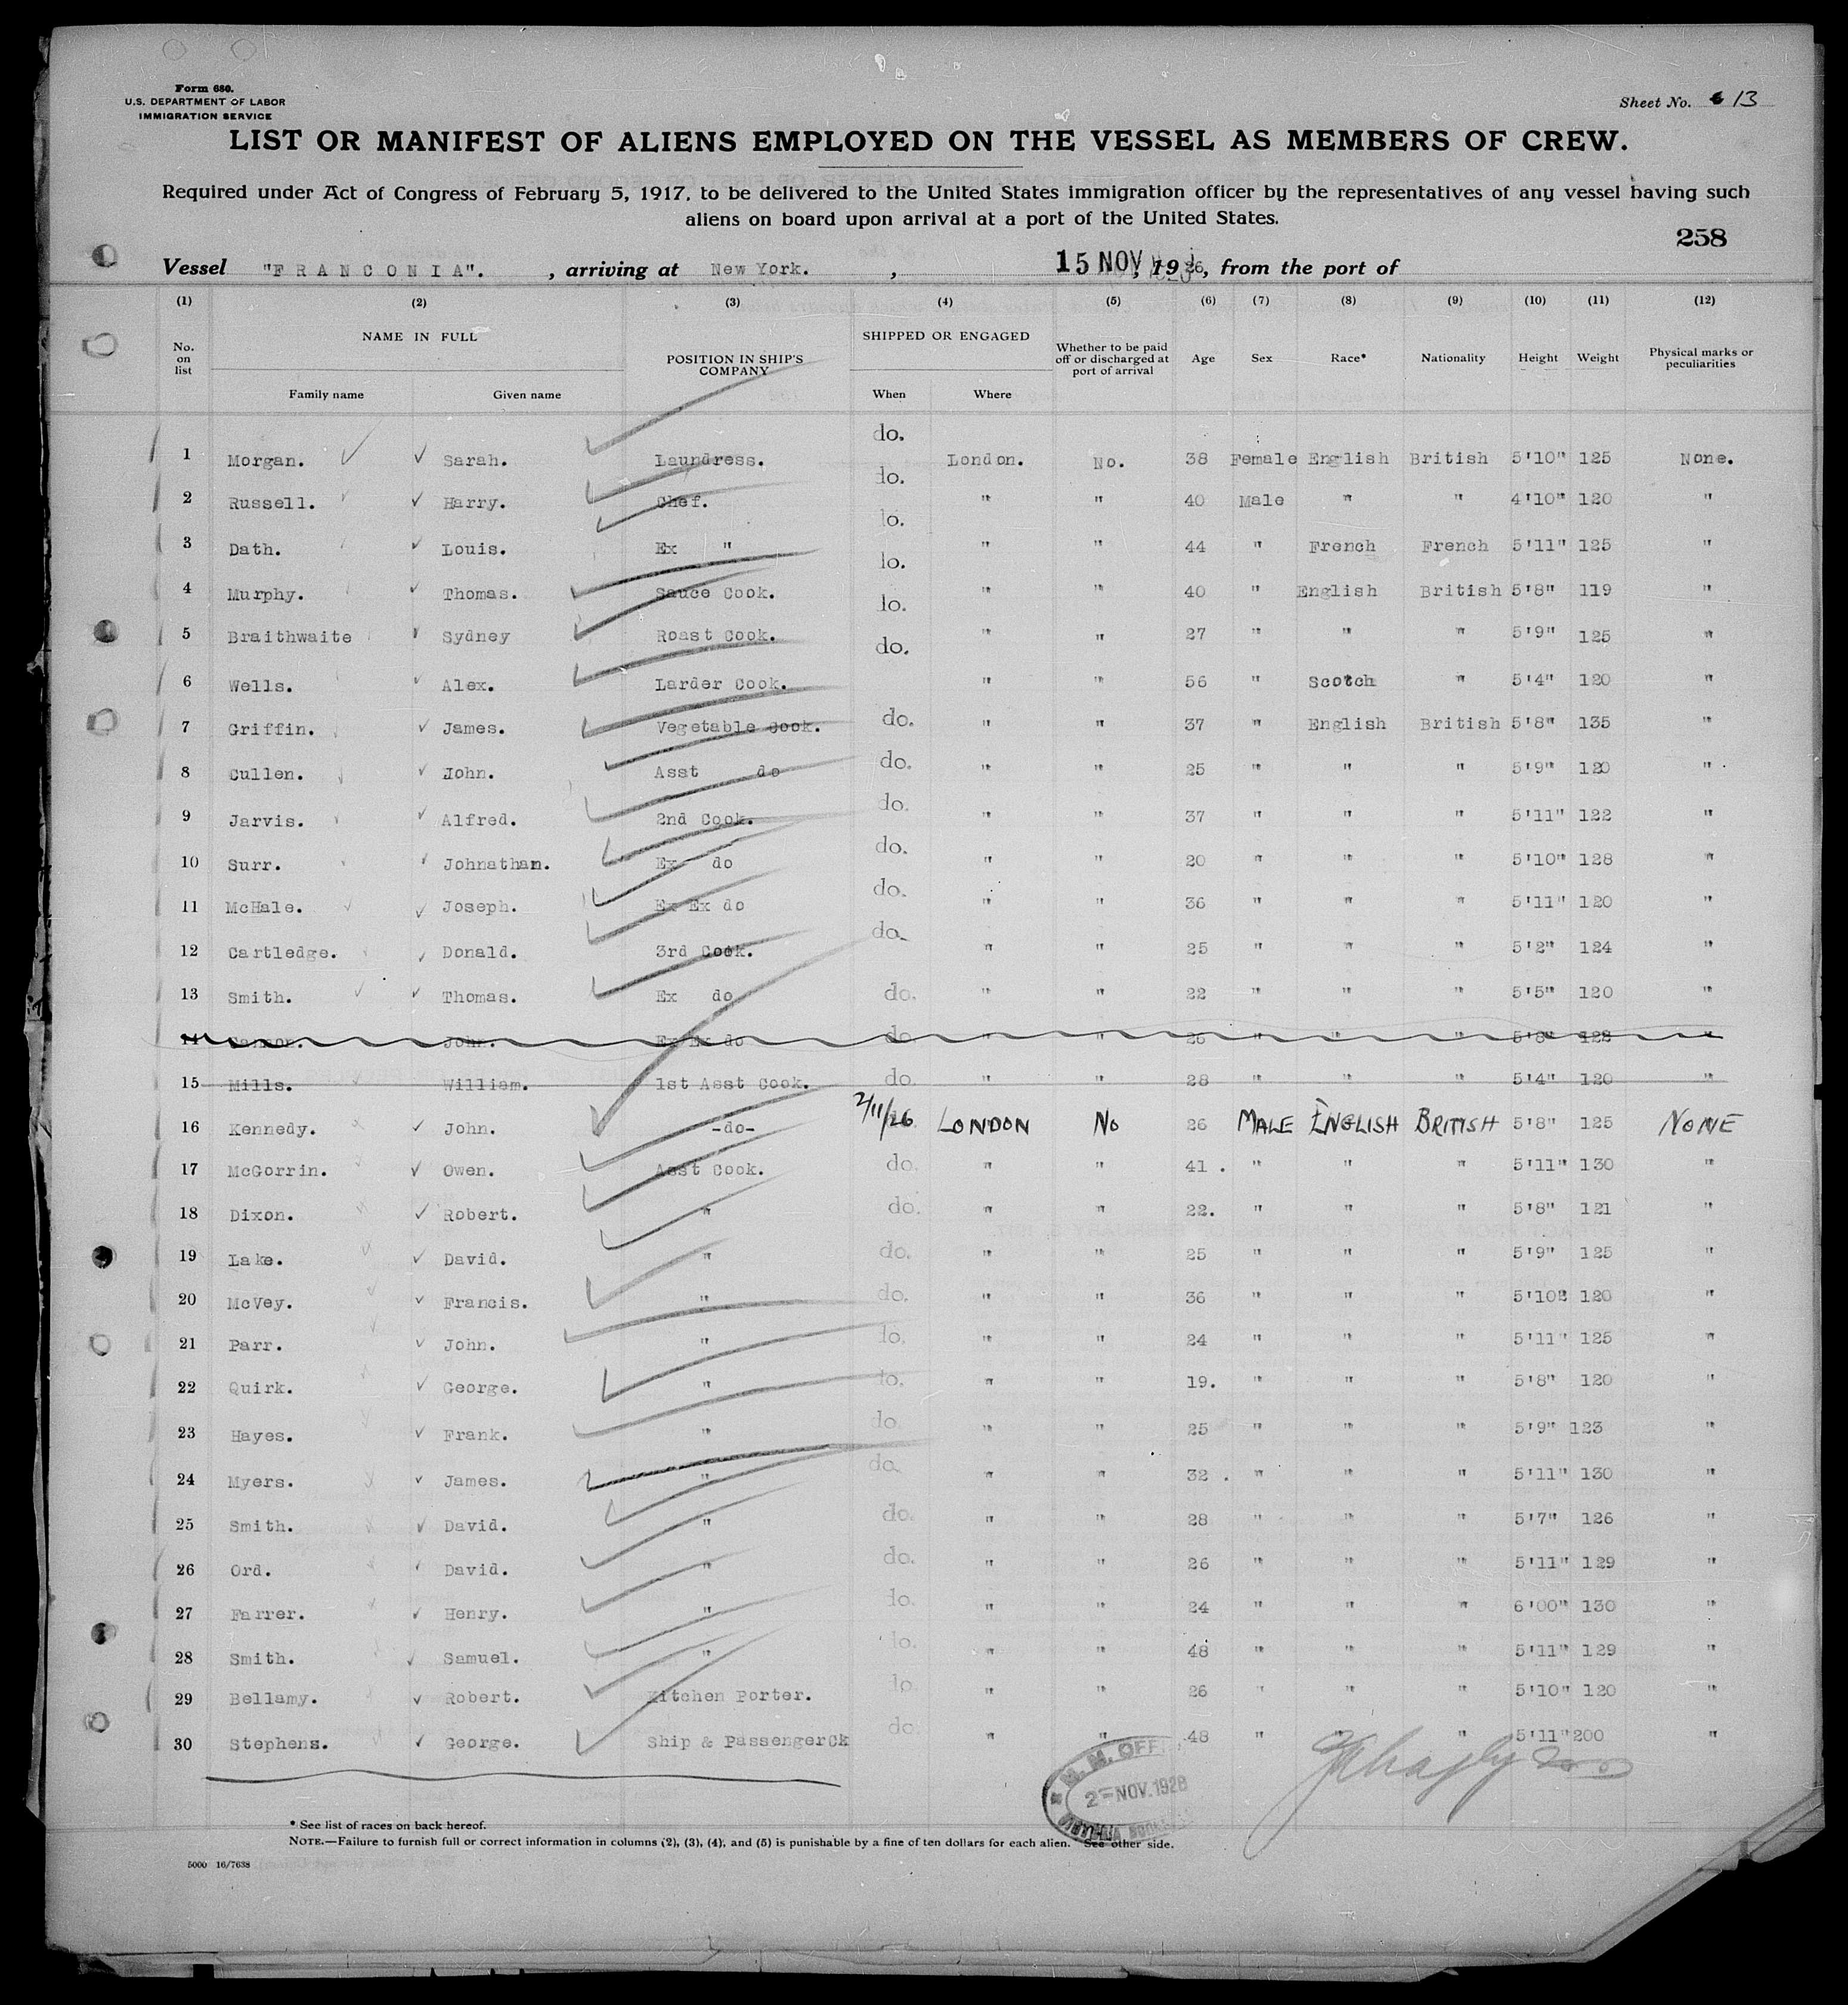 Form 680.
U.S. DEPARTMENT OF LABOR
IMMIGRATION SERVICE
Sheet No. 13
LIST OR MANIFEST OF ALIENS EMPLOYED ON THE VESSEL AS MEMBERS OF CREW.
Required under Act of Congress of February 5, 1917, to be delivered to the United States immigration officer by the representatives of any vessel having such
aliens on board upon arrival at a port of the United States.
258
Vessel "FRANCONIA". , arriving at New York. , 15 NOV, 1926, from the port of
(1) (2) (3) (4) (5) (6) (7) (8) (9) (10) (11) (12)
No. on list NAME IN FULL Family name Given name POSITION IN SHIP'S COMPANY SHIPPED OR ENGAGED When Where Whether to be paid off or discharged at port of arrival Age Sex Race* Nationality Height Weight Physical marks or peculiarities
1 Morgan. Sarah. Laundress. do. London. No. 38 Female English British 5'10" 125 None.
2 Russell. Harry. Chef. do. " " 40 Male " " 4'10" 120 "
3 Dath. Louis. Ex " do. " " 44 " French French 5'11" 125 "
4 Murphy. Thomas. Sauce Cook. do. " " 40 " English British 5'8" 119 "
5 Braithwaite Sydney Roast Cook. do. " " 27 " " " 5'9" 125 "
6 Wells. Alex. Larder Cook. do. " " 56 " Scotch " 5'4" 120 "
7 Griffin. James. Vegetable Cook. do. " " 37 " English British 5'8" 135 "
8 Cullen. John. Asst do do. " " 25 " " " 5'9" 120 "
9 Jarvis. Alfred. 2nd Cook. do. " " 37 " " " 5'11" 122 "
10 Surr. Johnathan. Ex do do. " " 20 " " " 5'10" 128 "
11 McHale. Joseph. Ex Ex do do. " " 36 " " " 5'11" 120 "
12 Cartledge. Donald. 3rd Cook. do. " " 25 " " " 5'2" 124 "
13 Smith. Thomas. Ex do do. " " 22 " " " 5'5" 120 "
14 John. Ex Ex do do. " " 26 " " " 5'8" "
15 Mills. William. 1st Asst Cook. do. " " 28 " " " 5'4" 120 "
16 Kennedy. John. -do- 2/11/26 LONDON No 26 MALE ENGLISH BRITISH 5'8" 125 NONE
17 McGorrin. Owen. Asst Cook. do. " " 41. " " " 5'11" 130 "
18 Dixon. Robert. " do. " " 22. " " " 5'8" 121 "
19 Lake. David. " do. " " 25 " " " 5'9" 125 "
20 McVey. Francis. " do. " " 36 " " " 5'10" 120 "
21 Parr. John. " do. " " 24 " " " 5'11" 125 "
22 Quirk. George. " do. " " 19. " " " 5'8" 120 "
23 Hayes. Frank. " do. " " 25 " " " 5'9" 123 "
24 Myers. James. " do. " " 32. " " " 5'11" 130 "
25 Smith. David. " do. " " 28 " " " 5'7" 126 "
26 Ord. David. " do. " " 26 " " " 5'11" 129 "
27 Farrer. Henry. " do. " " 24 " " " 6'00" 130 "
28 Smith. Samuel. " do. " " 48 " " " 5'11" 129 "
29 Bellamy. Robert. Kitchen Porter. do. " " 26 " " " 5'10" 120 "
30 Stephens. George. Ship & PassengerCk do. " " 48 " " " 5'11" 200 "
M. M. OFF
2-NOV.1926
* See list of races on back hereof.
NOTE.—Failure to furnish full or correct information in columns (2), (3), (4), and (5) is punishable by a fine of ten dollars for each alien. See other side.
5000 16/7638